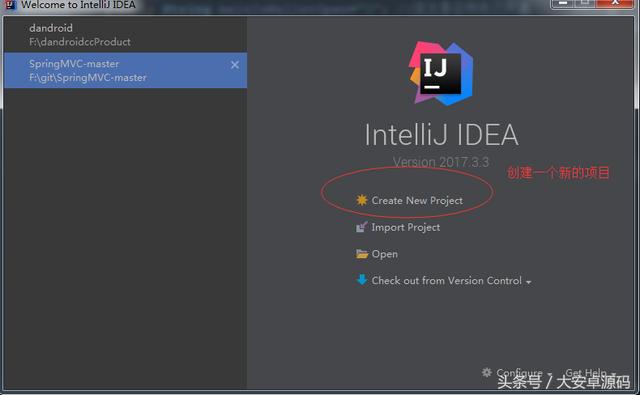 Welcome to IntelliJ IDEA
dandroid
F:\dandroidccProduct
SpringMVC-master
F:\git\SpringMVC-master
IJ
IntelliJ IDEA
Version 2017.3.3
创建一个新的项目
Create New Project
Import Project
Open
Check out from Version Control
Configure
Get Help
头条号 / 大安卓源码